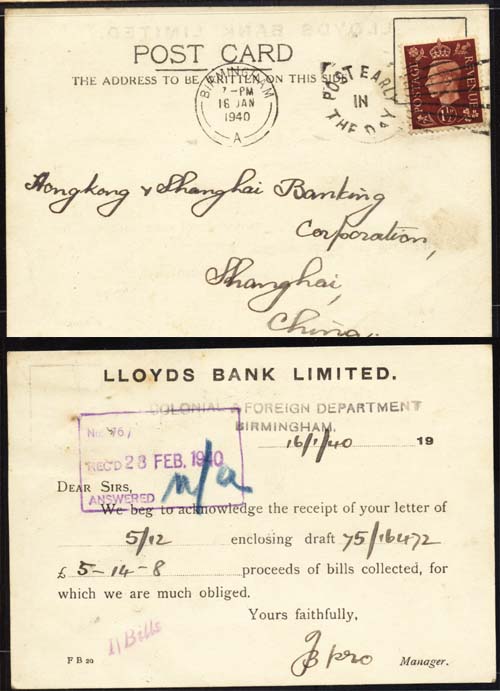 POST CARD
THE ADDRESS TO BE WRITTEN ON THIS SIDE
BIRMINGHAM
7-PM
16 JAN
1940
A
POST EARLY
IN
THE DAY
POSTAGE
REVENUE
1½
Hongkong & Shanghai Banking
Corporation,
Shanghai,
China.
LLOYDS BANK LIMITED.
COLONIAL & FOREIGN DEPARTMENT
BIRMINGHAM.
16/1/40 19
No. 767
REC'D 28 FEB. 1940
ANSWERED n/a
DEAR SIRS,
We beg to acknowledge the receipt of your letter of
5/12 enclosing draft 75/16472
£ 5-14-8 proceeds of bills collected, for
which we are much obliged.
Yours faithfully,
Bills
pro
F B 20 Manager.